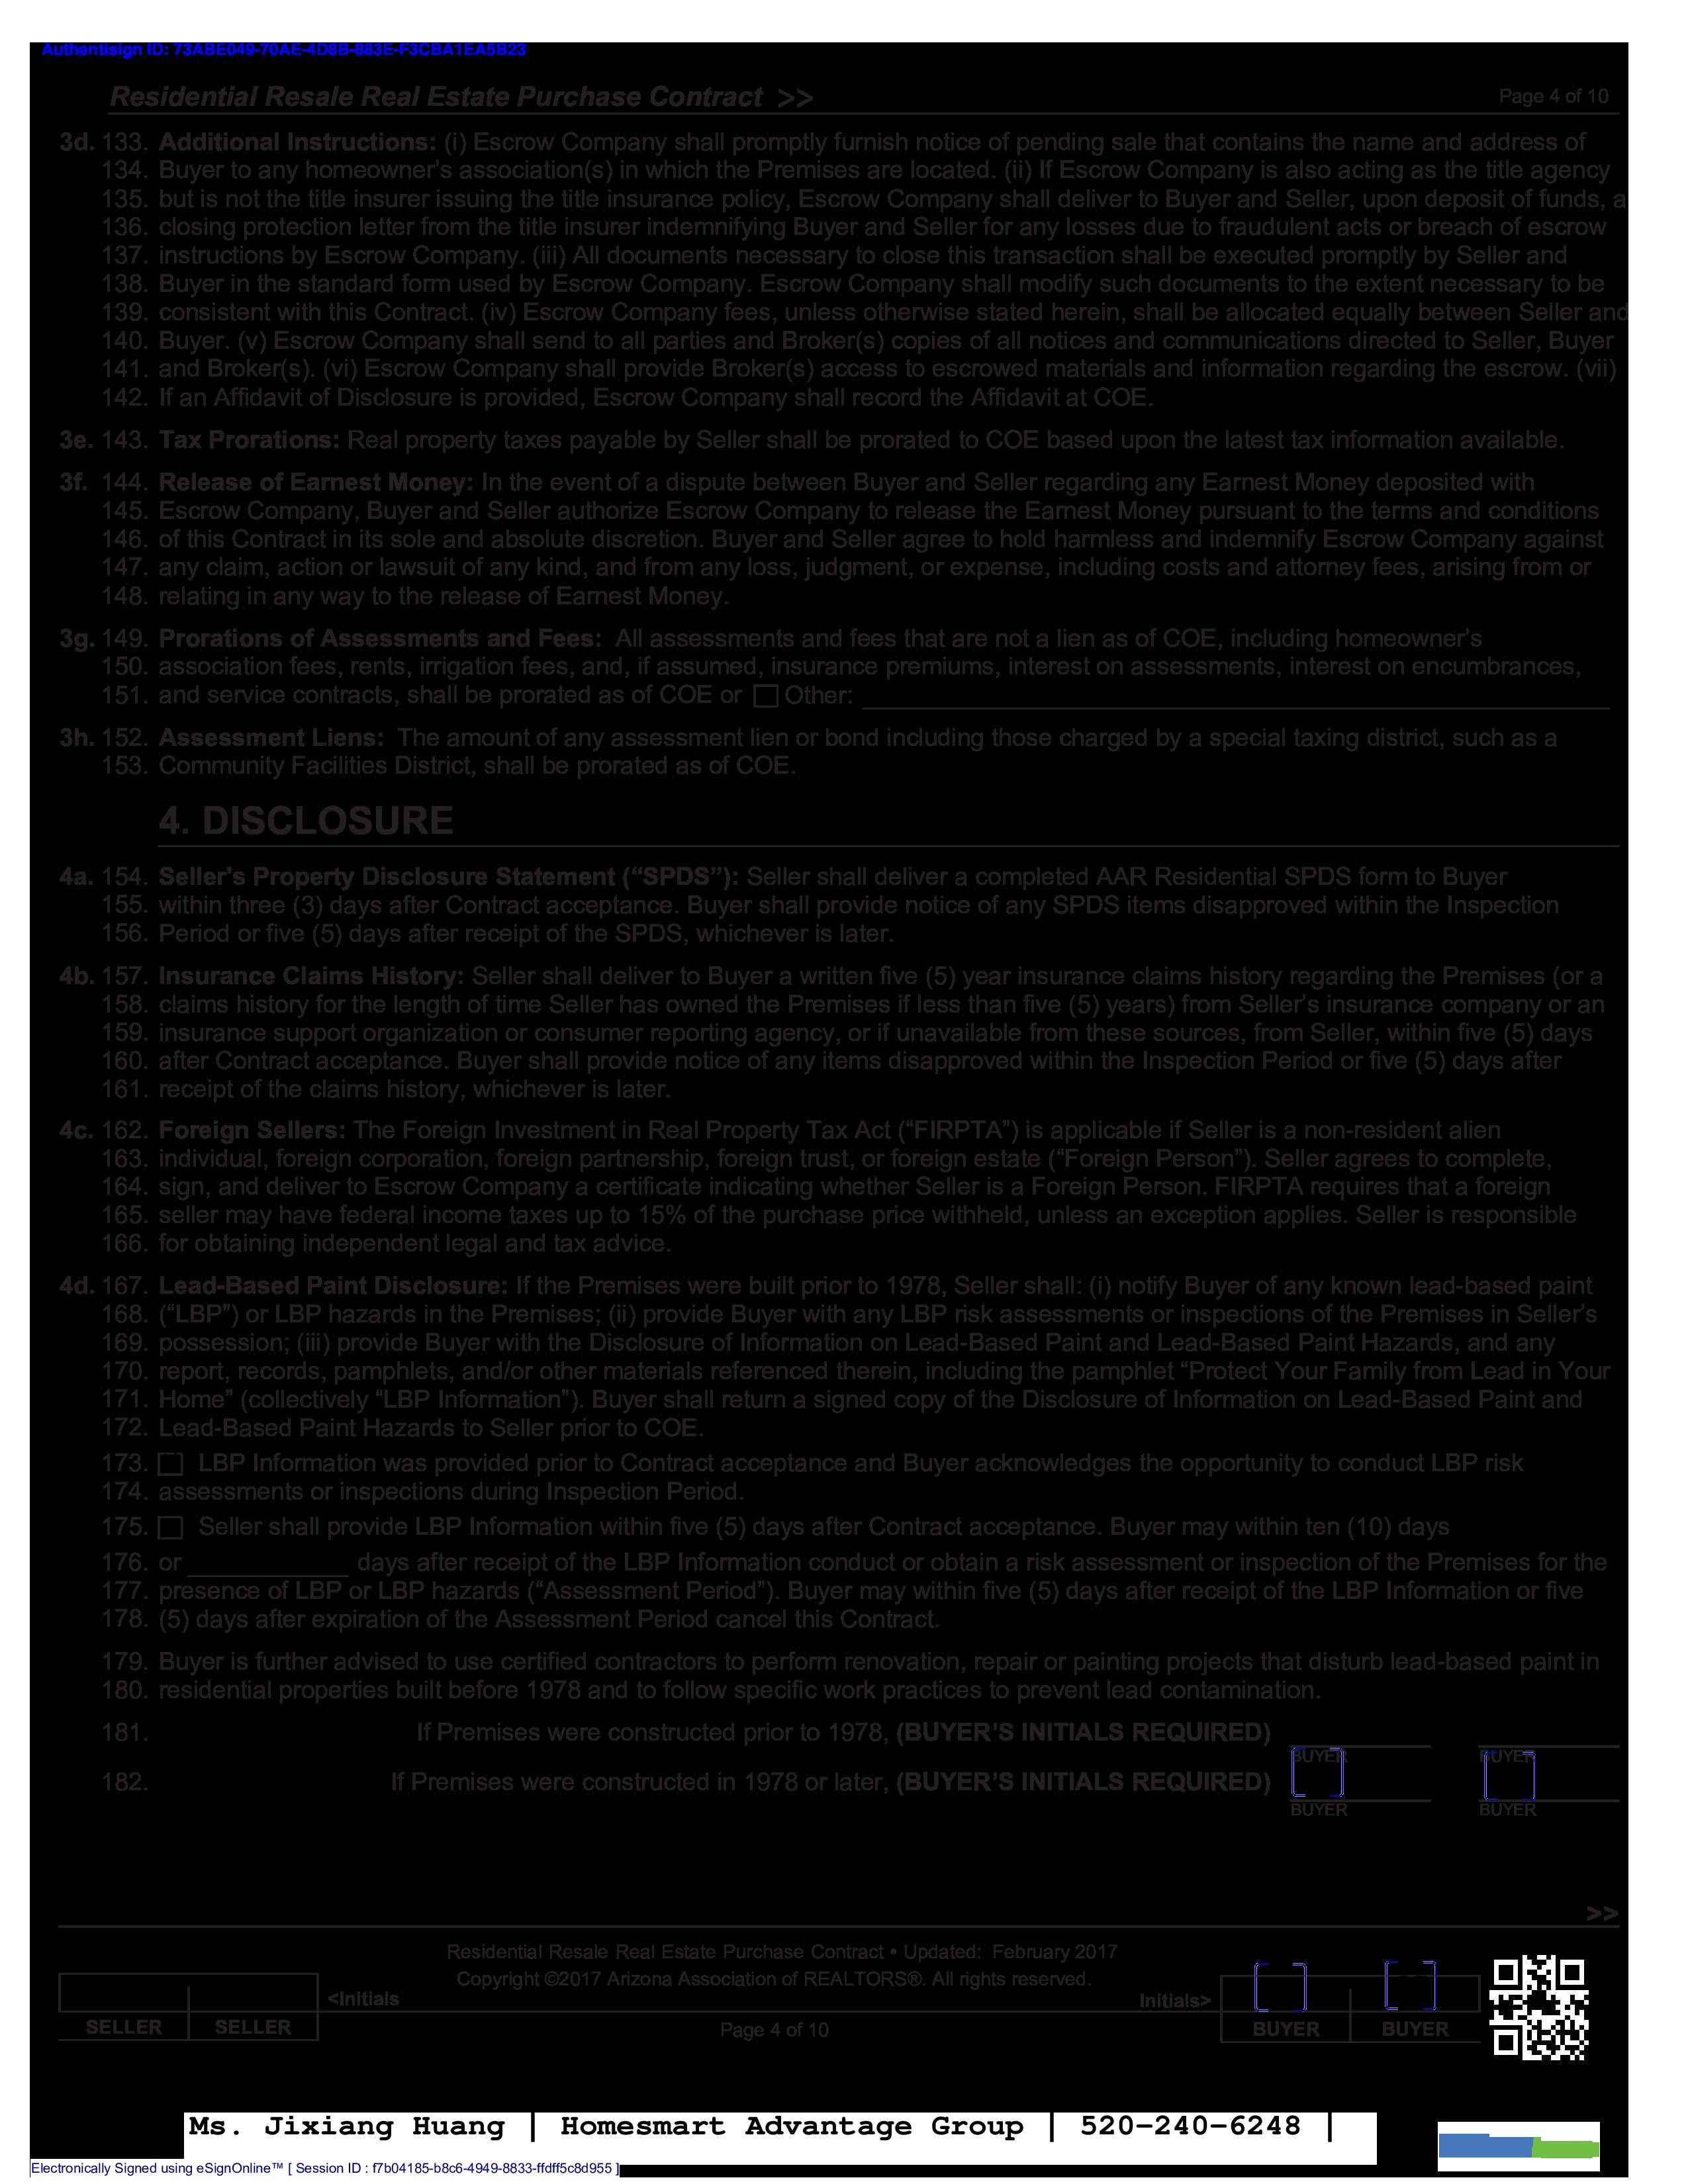 Authentisign ID: 73ABE049-70AE-4D8B-883E-F3CBA1EA5B23
Residential Resale Real Estate Purchase Contract >>
Page 4 of 10
3d. 133. Additional Instructions: (i) Escrow Company shall promptly furnish notice of pending sale that contains the name and address of
134. Buyer to any homeowner's association(s) in which the Premises are located. (ii) If Escrow Company is also acting as the title agency
135. but is not the title insurer issuing the title insurance policy, Escrow Company shall deliver to Buyer and Seller, upon deposit of funds, a
136. closing protection letter from the title insurer indemnifying Buyer and Seller for any losses due to fraudulent acts or breach of escrow
137. instructions by Escrow Company. (iii) All documents necessary to close this transaction shall be executed promptly by Seller and
138. Buyer in the standard form used by Escrow Company. Escrow Company shall modify such documents to the extent necessary to be
139. consistent with this Contract. (iv) Escrow Company fees, unless otherwise stated herein, shall be allocated equally between Seller and
140. Buyer. (v) Escrow Company shall send to all parties and Broker(s) copies of all notices and communications directed to Seller, Buyer
141. and Broker(s). (vi) Escrow Company shall provide Broker(s) access to escrowed materials and information regarding the escrow. (vii)
142. If an Affidavit of Disclosure is provided, Escrow Company shall record the Affidavit at COE.
3e. 143. Tax Prorations: Real property taxes payable by Seller shall be prorated to COE based upon the latest tax information available.
3f. 144. Release of Earnest Money: In the event of a dispute between Buyer and Seller regarding any Earnest Money deposited with
145. Escrow Company, Buyer and Seller authorize Escrow Company to release the Earnest Money pursuant to the terms and conditions
146. of this Contract in its sole and absolute discretion. Buyer and Seller agree to hold harmless and indemnify Escrow Company against
147. any claim, action or lawsuit of any kind, and from any loss, judgment, or expense, including costs and attorney fees, arising from or
148. relating in any way to the release of Earnest Money.
3g. 149. Prorations of Assessments and Fees: All assessments and fees that are not a lien as of COE, including homeowner's
150. association fees, rents, irrigation fees, and, if assumed, insurance premiums, interest on assessments, interest on encumbrances,
151. and service contracts, shall be prorated as of COE or ☐ Other:
3h. 152. Assessment Liens: The amount of any assessment lien or bond including those charged by a special taxing district, such as a
153. Community Facilities District, shall be prorated as of COE.
4. DISCLOSURE
4a. 154. Seller's Property Disclosure Statement (“SPDS”): Seller shall deliver a completed AAR Residential SPDS form to Buyer
155. within three (3) days after Contract acceptance. Buyer shall provide notice of any SPDS items disapproved within the Inspection
156. Period or five (5) days after receipt of the SPDS, whichever is later.
4b. 157. Insurance Claims History: Seller shall deliver to Buyer a written five (5) year insurance claims history regarding the Premises (or a
158. claims history for the length of time Seller has owned the Premises if less than five (5) years) from Seller's insurance company or an
159. insurance support organization or consumer reporting agency, or if unavailable from these sources, from Seller, within five (5) days
160. after Contract acceptance. Buyer shall provide notice of any items disapproved within the Inspection Period or five (5) days after
161. receipt of the claims history, whichever is later.
4c. 162. Foreign Sellers: The Foreign Investment in Real Property Tax Act (“FIRPTA”) is applicable if Seller is a non-resident alien
163. individual, foreign corporation, foreign partnership, foreign trust, or foreign estate (“Foreign Person”). Seller agrees to complete,
164. sign, and deliver to Escrow Company a certificate indicating whether Seller is a Foreign Person. FIRPTA requires that a foreign
165. seller may have federal income taxes up to 15% of the purchase price withheld, unless an exception applies. Seller is responsible
166. for obtaining independent legal and tax advice.
4d. 167. Lead-Based Paint Disclosure: If the Premises were built prior to 1978, Seller shall: (i) notify Buyer of any known lead-based paint
168. (“LBP”) or LBP hazards in the Premises; (ii) provide Buyer with any LBP risk assessments or inspections of the Premises in Seller's
169. possession; (iii) provide Buyer with the Disclosure of Information on Lead-Based Paint and Lead-Based Paint Hazards, and any
170. report, records, pamphlets, and/or other materials referenced therein, including the pamphlet “Protect Your Family from Lead in Your
171. Home” (collectively “LBP Information”). Buyer shall return a signed copy of the Disclosure of Information on Lead-Based Paint and
172. Lead-Based Paint Hazards to Seller prior to COE.
173. ☐ LBP Information was provided prior to Contract acceptance and Buyer acknowledges the opportunity to conduct LBP risk
174. assessments or inspections during Inspection Period.
175. ☐ Seller shall provide LBP Information within five (5) days after Contract acceptance. Buyer may within ten (10) days
176. or ____________ days after receipt of the LBP Information conduct or obtain a risk assessment or inspection of the Premises for the
177. presence of LBP or LBP hazards (“Assessment Period”). Buyer may within five (5) days after receipt of the LBP Information or five
178. (5) days after expiration of the Assessment Period cancel this Contract.
179. Buyer is further advised to use certified contractors to perform renovation, repair or painting projects that disturb lead-based paint in
180. residential properties built before 1978 and to follow specific work practices to prevent lead contamination.
181. If Premises were constructed prior to 1978, (BUYER'S INITIALS REQUIRED)
BUYER BUYER
182. If Premises were constructed in 1978 or later, (BUYER'S INITIALS REQUIRED)
BUYER BUYER
>>
Residential Resale Real Estate Purchase Contract • Updated: February 2017
Copyright ©2017 Arizona Association of REALTORS®. All rights reserved.
<Initials Initials>
SELLER SELLER Page 4 of 10 BUYER BUYER
Ms. Jixiang Huang | Homesmart Advantage Group | 520-240-6248 |
Electronically Signed using eSignOnline™ [ Session ID : f7b04185-b8c6-4949-8833-ffdff5c8d955 ]